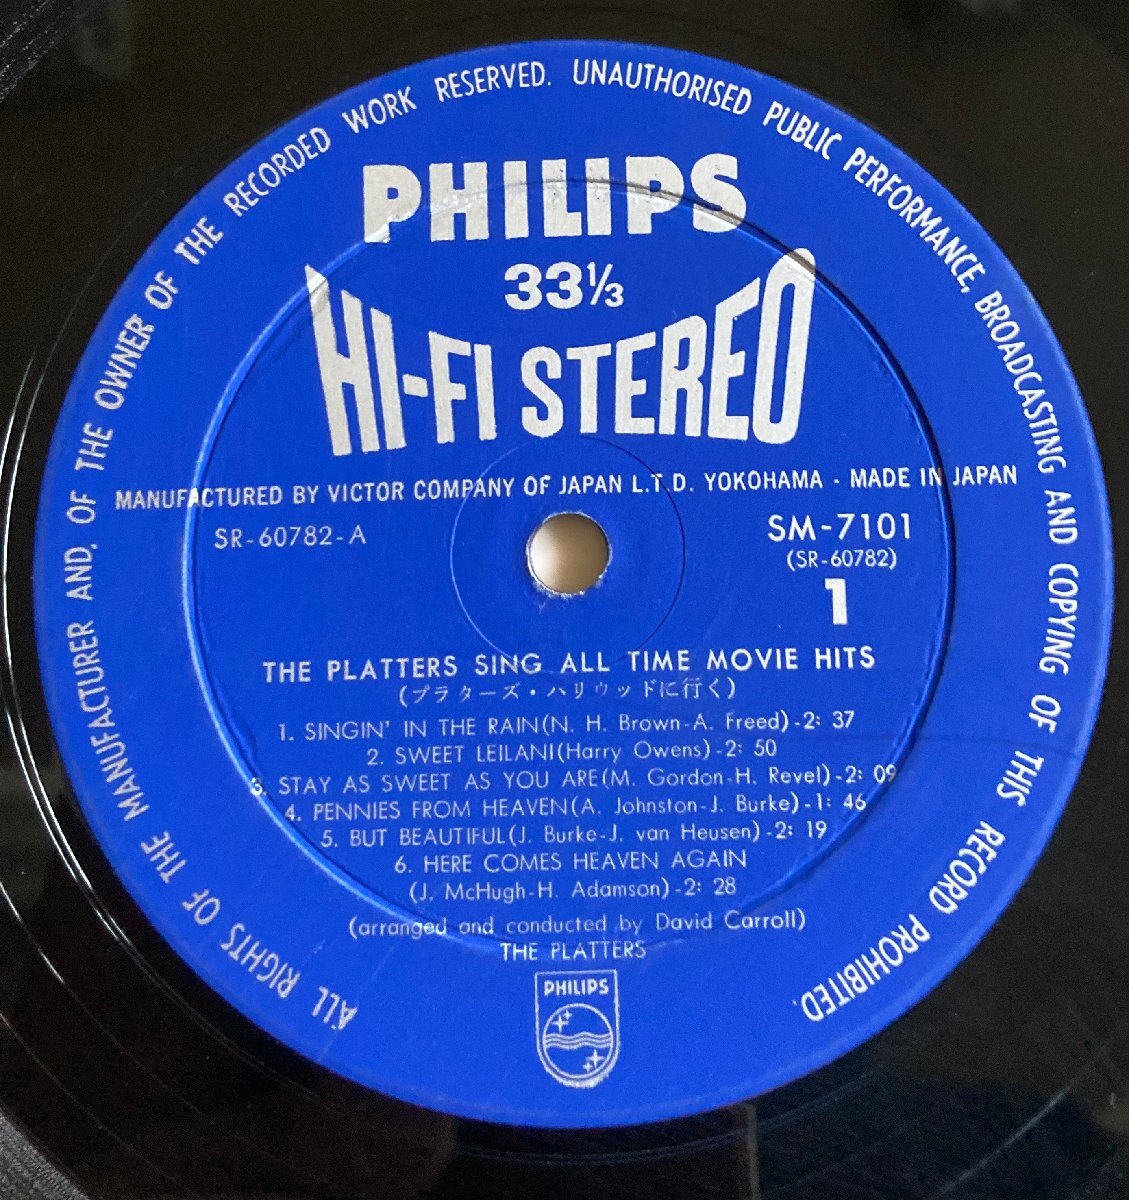 ALL RIGHTS OF THE MANUFACTURER AND, OF THE OWNER OF THE RECORDED WORK RESERVED. UNAUTHORISED PUBLIC PERFORMANCE, BROADCASTING AND COPYING OF THIS RECORD PROHIBITED.
PHILIPS
33⅓
HI-FI STEREO
MANUFACTURED BY VICTOR COMPANY OF JAPAN L.T.D. YOKOHAMA - MADE IN JAPAN
SR-60782-A
SM-7101
(SR-60782)
1
THE PLATTERS SING ALL TIME MOVIE HITS
(プラターズ・ハリウッドに行く)
1. SINGIN' IN THE RAIN(N. H. Brown-A. Freed)-2: 37
2. SWEET LEILANI(Harry Owens)-2: 50
3. STAY AS SWEET AS YOU ARE(M. Gordon-H. Revel)-2: 09
4. PENNIES FROM HEAVEN(A. Johnston-J. Burke)-1: 46
5. BUT BEAUTIFUL(J. Burke-J. van Heusen)-2: 19
6. HERE COMES HEAVEN AGAIN
(J. McHugh-H. Adamson)-2: 28
(arranged and conducted by David Carroll)
THE PLATTERS
PHILIPS